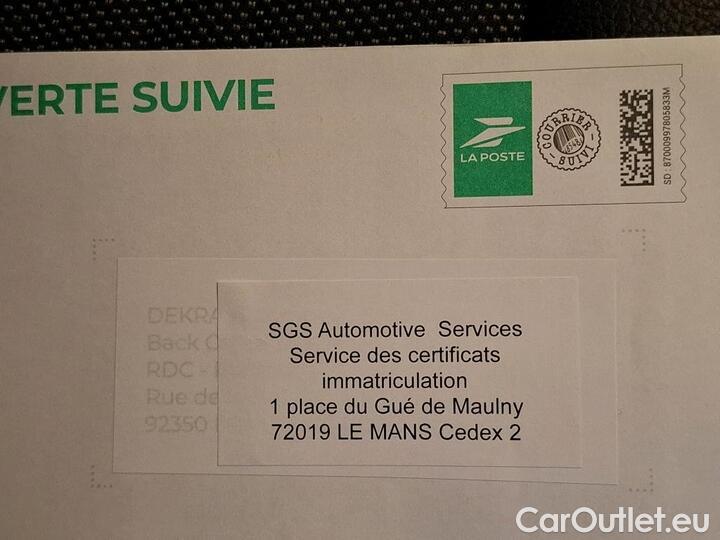 VERTE SUIVIE
LA POSTE
COURRIER
SUIVI
SD : 87000997805833M
DEKRA
Back
RDC -
Rue de
92350
SGS Automotive Services
Service des certificats
immatriculation
1 place du Gué de Maulny
72019 LE MANS Cedex 2
CarOutlet.eu